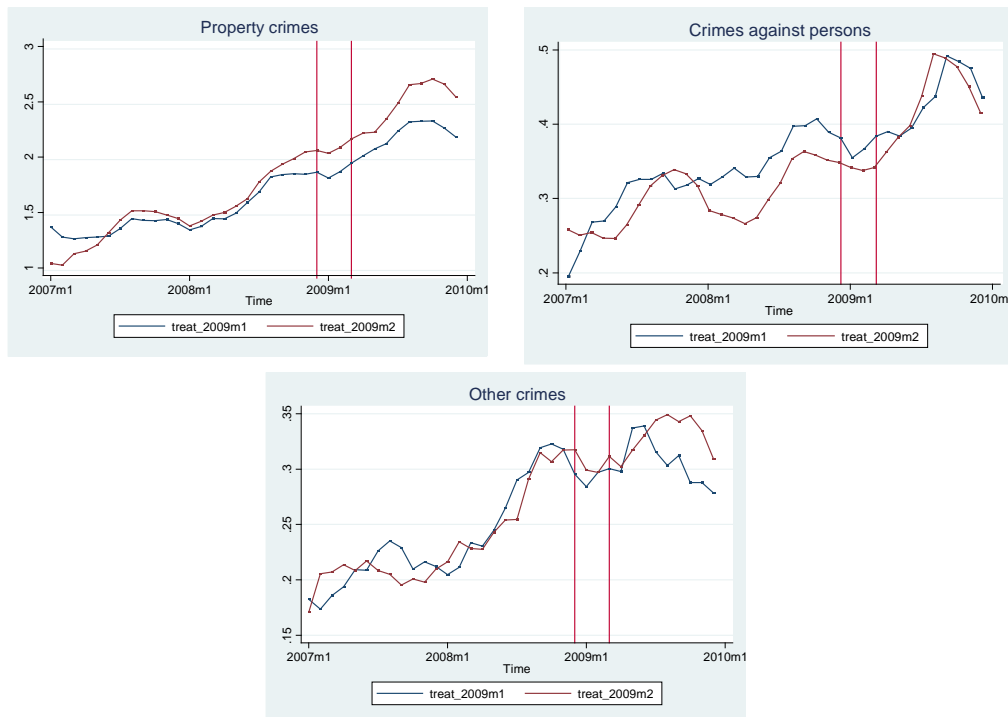 Property crimes
3
2.5
2
1.5
1
2007m1 2008m1 2009m1 2010m1
Time
treat_2009m1 treat_2009m2
Crimes against persons
.5
.4
.3
.2
2007m1 2008m1 2009m1 2010m
Time
treat_2009m1 treat_2009m2
Other crimes
.35
.3
.25
.2
.15
2007m1 2008m1 2009m1 2010m1
Time
treat_2009m1 treat_2009m2